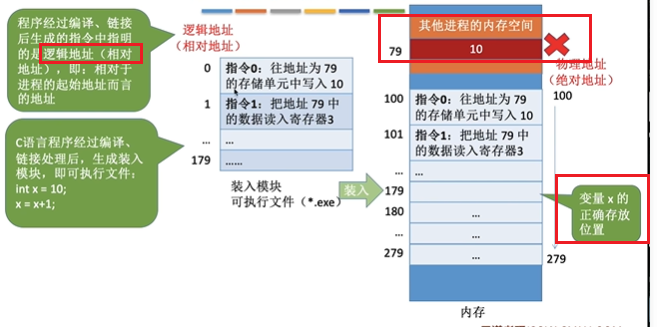 程序经过编译、链接
后生成的指令中指明
的是逻辑地址（相对
地址），即：相对于
进程的起始地址而言
的地址
C语言程序经过编译、
链接处理后，生成装入
模块，即可执行文件：
int x = 10;
x = x+1;
逻辑地址
（相对地址）
0
指令0：往地址为 79
的存储单元中写入 10
1
指令1：把地址 79 中
的数据读入寄存器3
...
...
179
......
装入模块
可执行文件（*.exe）
装入
其他进程的内存空间
79
10
物理地址
（绝对地址）
100
指令0：往地址为 79
的存储单元中写入 10
101
指令1：把地址 79 中
的数据读入寄存器3
...
...
179
180
...
...
...
279
...
内存
100
279
变量 x 的
正确存放
位置